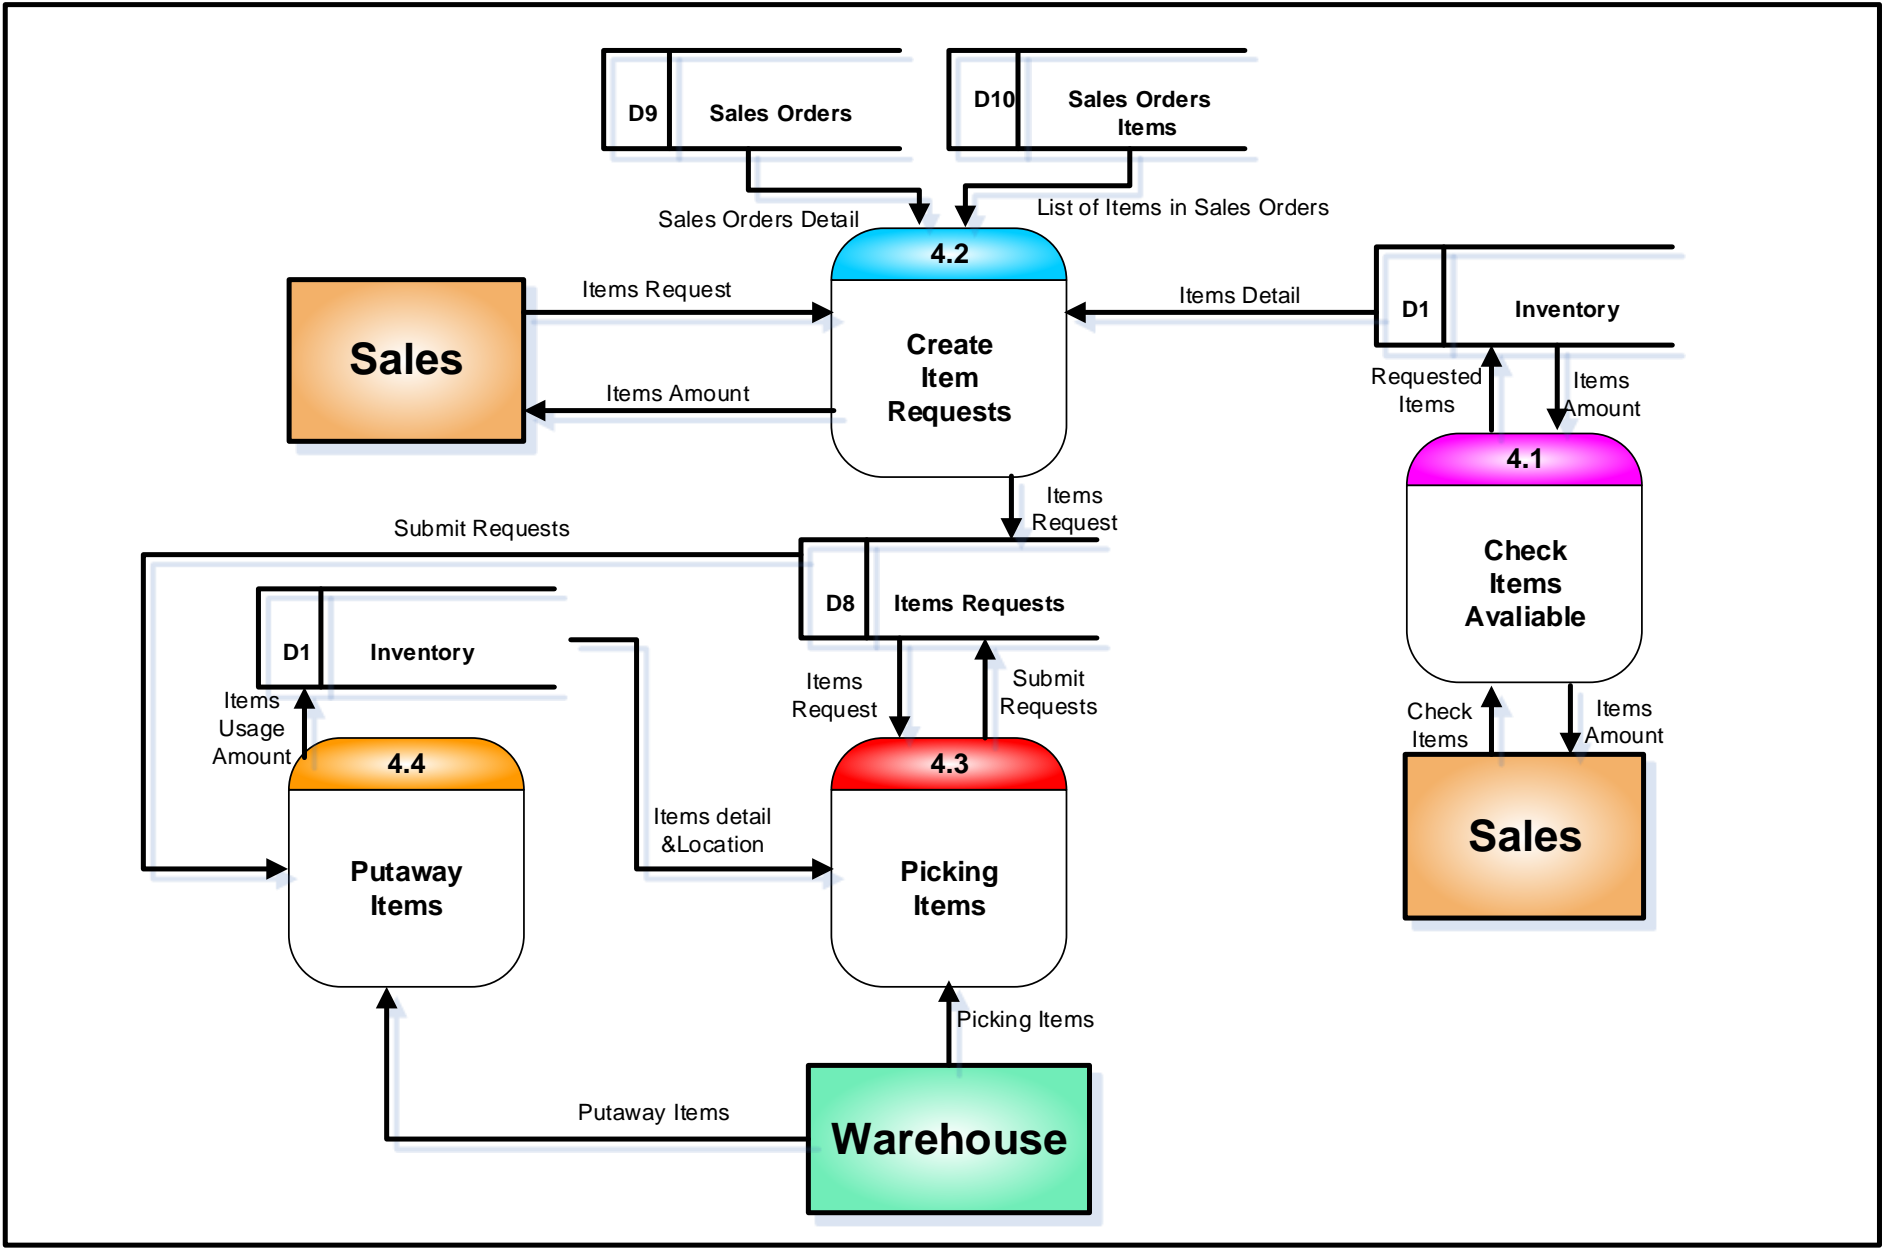 D9
Sales Orders
D10
Sales Orders
Items
Sales Orders Detail
List of Items in Sales Orders
4.2
Create
Item
Requests
Sales
Items Request
Items Amount
Items Detail
D1
Inventory
Requested
Items
Items
Amount
4.1
Check
Items
Avaliable
Check
Items
Items
Amount
Sales
Items
Request
Submit Requests
D8
Items Requests
D1
Inventory
Items
Usage
Amount
Items
Request
Submit
Requests
4.4
Putaway
Items
Items detail
&Location
4.3
Picking
Items
Picking Items
Putaway Items
Warehouse